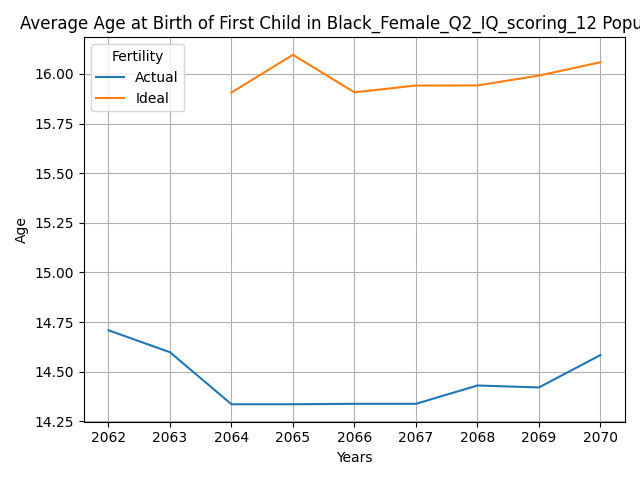 Average Age at Birth of First Child in Black_Female_Q2_IQ_scoring_12 Popu
Fertility
Actual
Ideal
16.00
15.75
15.50
15.25
15.00
14.75
14.50
14.25
Age
2062 2063 2064 2065 2066 2067 2068 2069 2070
Years